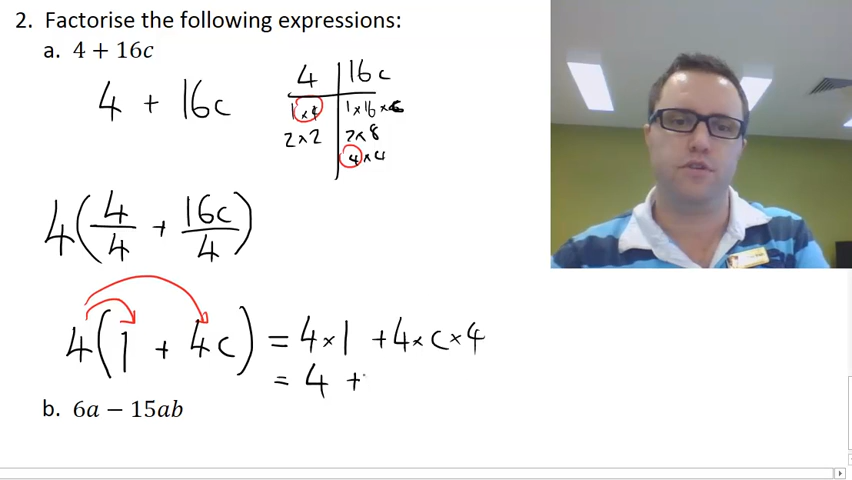 2. Factorise the following expressions:
a. 4 + 16c
4 + 16c
4 | 16c
1 × 4 | 1 × 16 × c
2 × 2 | 2 × 8
4 × 4
4(4/4 + 16c/4)
4(1 + 4c) = 4 × 1 + 4 × c × 4
= 4 +
b. 6a − 15ab